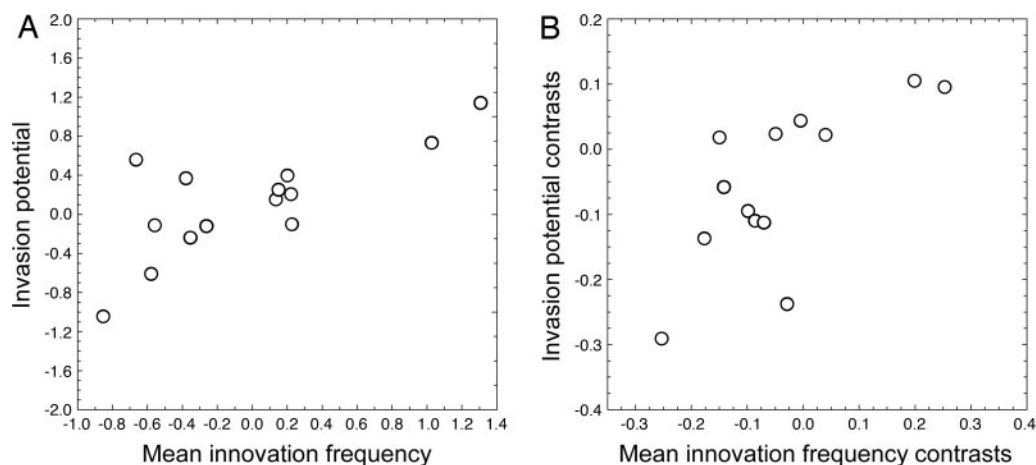 A
2.0
1.6
1.2
0.8
0.4
0.0
-0.4
-0.8
-1.2
-1.6
-2.0
Invasion potential
-1.0 -0.8 -0.6 -0.4 -0.2 0.0 0.2 0.4 0.6 0.8 1.0 1.2 1.4
Mean innovation frequency
B
0.2
0.1
0.0
-0.1
-0.2
-0.3
-0.4
Invasion potential contrasts
-0.3 -0.2 -0.1 0.0 0.1 0.2 0.3 0.4
Mean innovation frequency contrasts